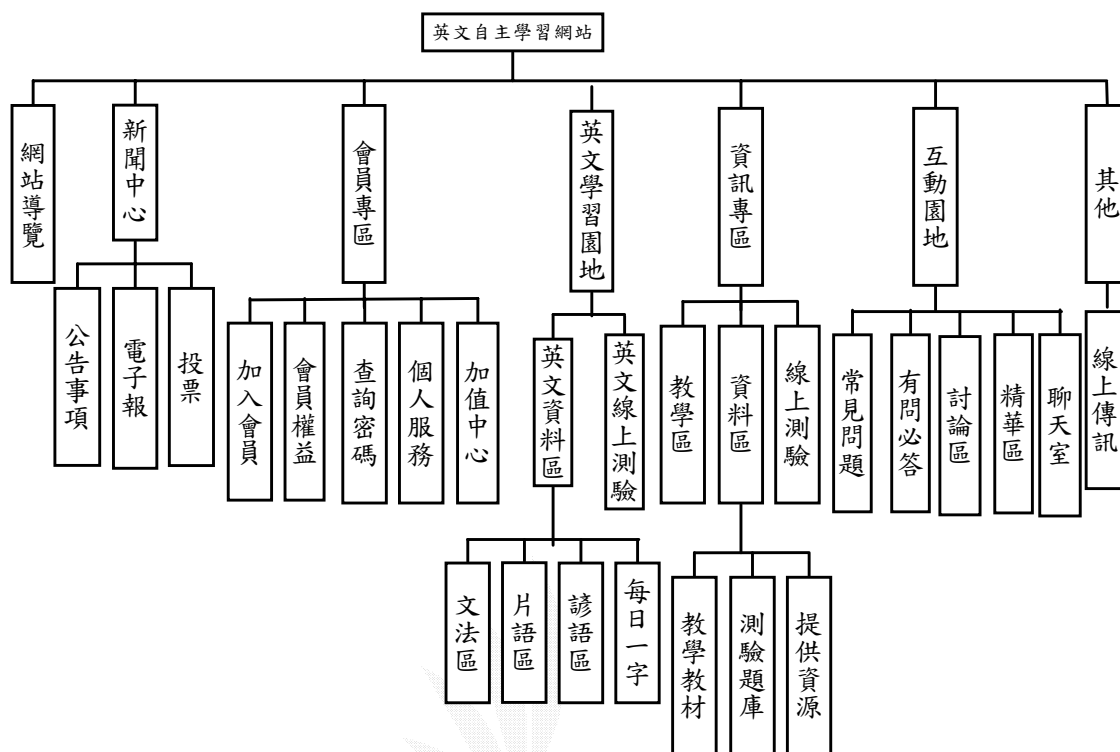 英文自主學習網站
網站導覽
新聞中心
會員專區
英文學習園地
資訊專區
互動園地
其他
公告事項
電子報
投票
加入會員
會員權益
查詢密碼
個人服務
加值中心
英文資料區
英文線上測驗
教學區
資料區
線上測驗
常見問題
有問必答
討論區
精華區
聊天室
線上傳訊
文法區
片語區
諺語區
每日一字
教學教材
測驗題庫
提供資源